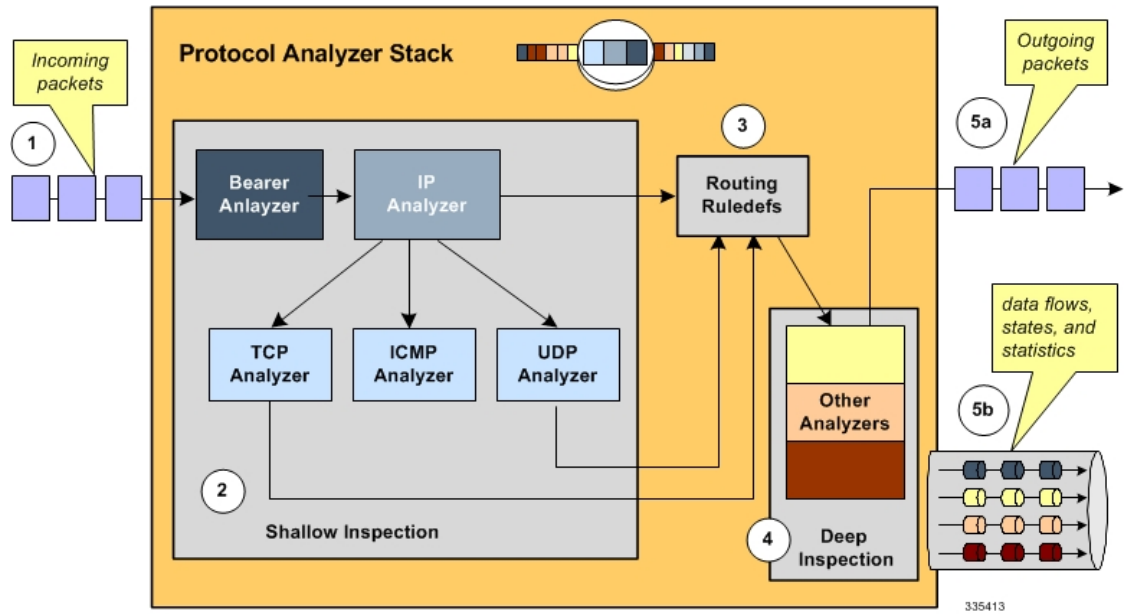 Protocol Analyzer Stack
Incoming
packets
1
Outgoing
packets
5a
3
Bearer
Anlayzer
IP
Analyzer
Routing
Ruledefs
TCP
Analyzer
ICMP
Analyzer
UDP
Analyzer
2
Shallow Inspection
Other
Analyzers
4
Deep
Inspection
data flows,
states, and
statistics
5b
335413